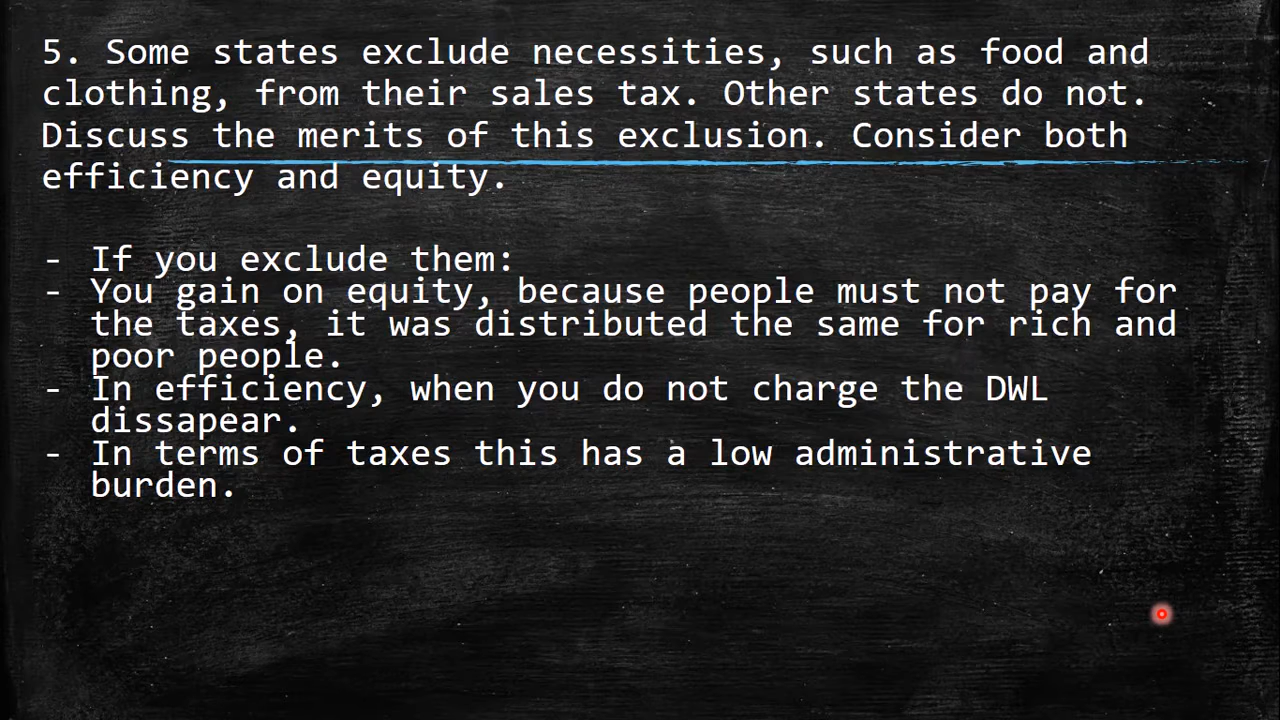 5. Some states exclude necessities, such as food and
clothing, from their sales tax. Other states do not.
Discuss the merits of this exclusion. Consider both
efficiency and equity.
- If you exclude them:
- You gain on equity, because people must not pay for
the taxes, it was distributed the same for rich and
poor people.
- In efficiency, when you do not charge the DWL
dissapear.
- In terms of taxes this has a low administrative
burden.